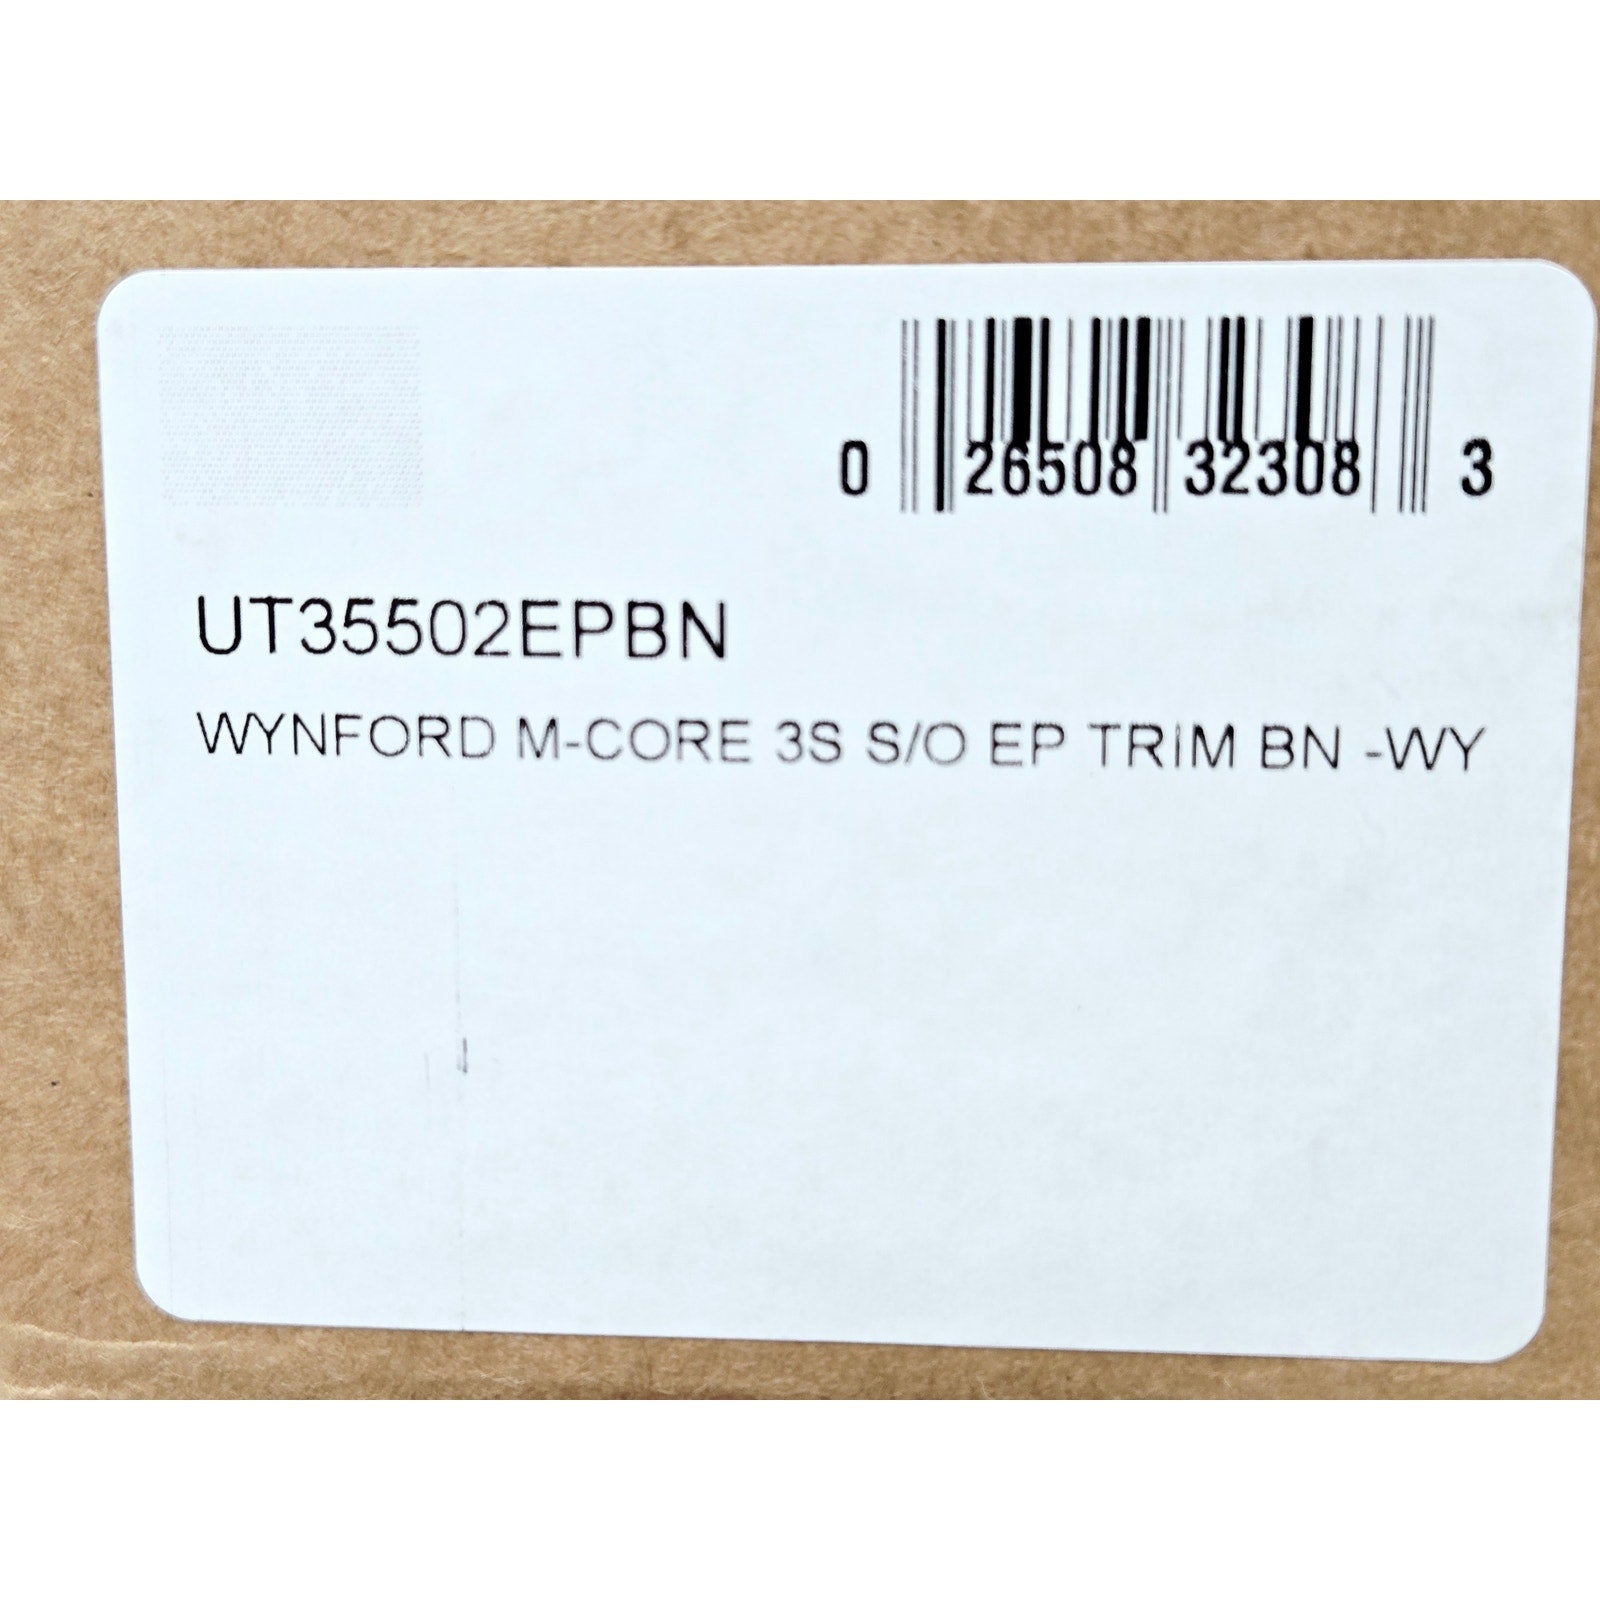 0 26508 32308 3
UT35502EPBN
WYNFORD M-CORE 3S S/O EP TRIM BN -WY